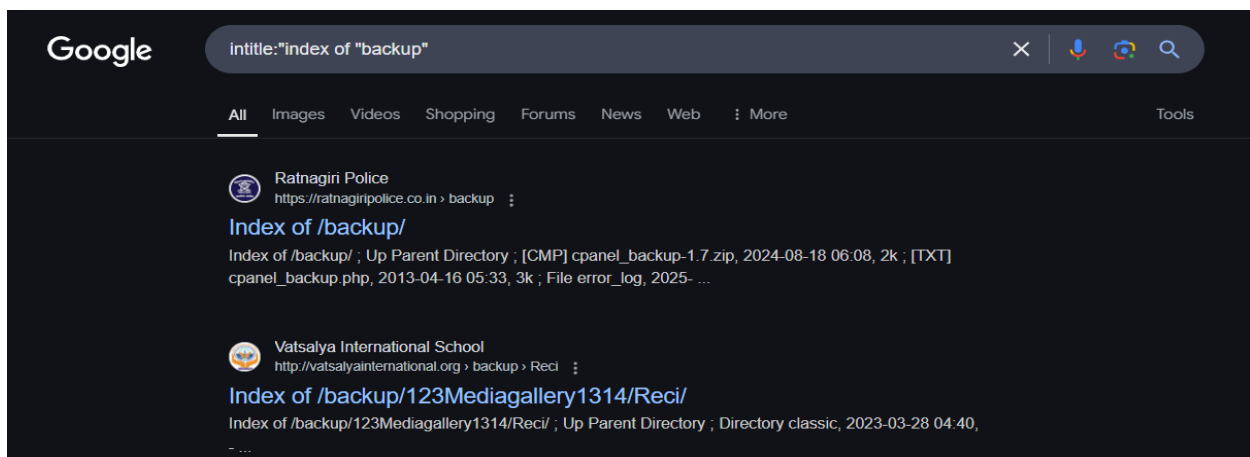 Google
intitle:"index of "backup"
All Images Videos Shopping Forums News Web More Tools
Ratnagiri Police
https://ratnagiripolice.co.in › backup
Index of /backup/
Index of /backup/ ; Up Parent Directory ; [CMP] cpanel_backup-1.7.zip, 2024-08-18 06:08, 2k ; [TXT]
cpanel_backup.php, 2013-04-16 05:33, 3k ; File error_log, 2025- ...
Vatsalya International School
http://vatsalyainternational.org › backup › Reci
Index of /backup/123Mediagallery1314/Reci/
Index of /backup/123Mediagallery1314/Reci/ ; Up Parent Directory ; Directory classic, 2023-03-28 04:40,
- ...